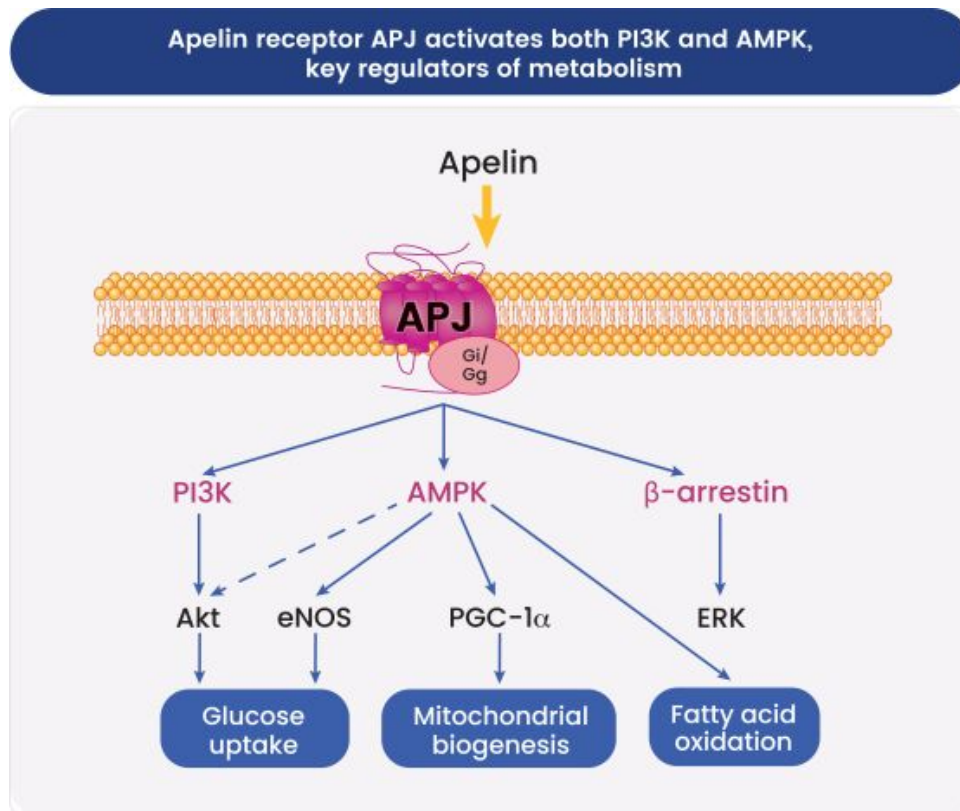 Apelin receptor APJ activates both PI3K and AMPK,
key regulators of metabolism
Apelin
APJ
Gi/
Gg
PI3K
AMPK
β-arrestin
Akt
eNOS
PGC-1α
ERK
Glucose
uptake
Mitochondrial
biogenesis
Fatty acid
oxidation